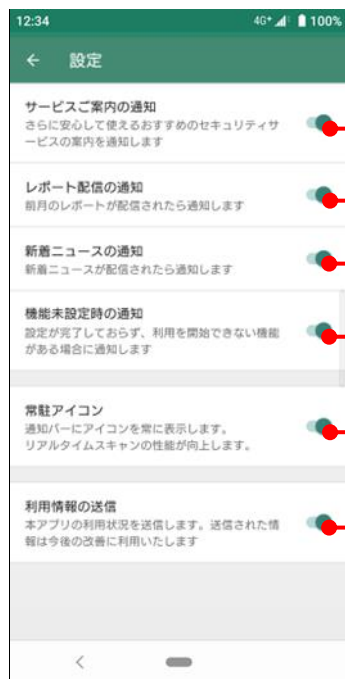 12:34 4G+ 100%
← 設定
サービスご案内の通知
さらに安心して使えるおすすめのセキュリティサ
ービスの案内を通知します
レポート配信の通知
前月のレポートが配信されたら通知します
新着ニュースの通知
新着ニュースが配信されたら通知します
機能未設定時の通知
設定が完了しておらず、利用を開始できない機能
がある場合に通知します
常駐アイコン
通知バーにアイコンを常に表示します。
リアルタイムスキャンの性能が向上します。
利用情報の送信
本アプリの利用状況を送信します。送信された情
報は今後の改善に利用いたします